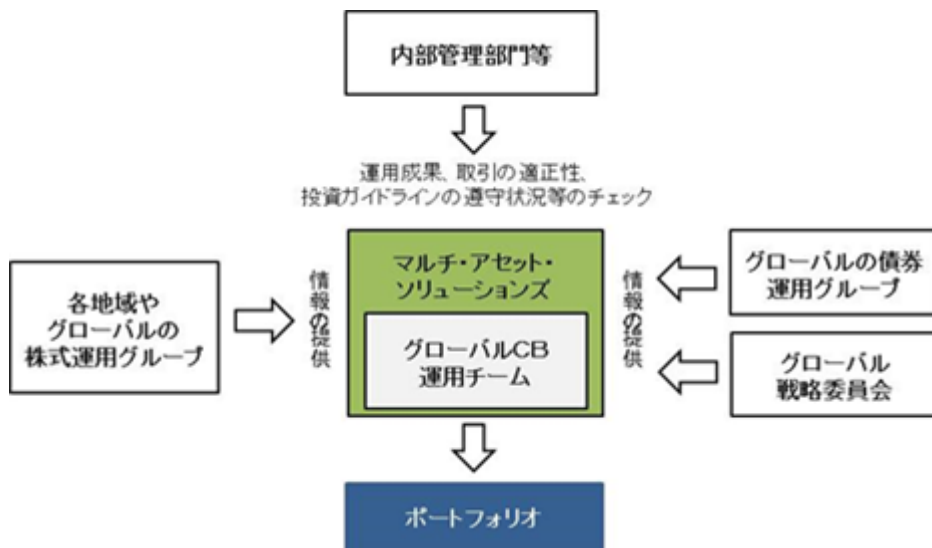 内部管理部門等
運用成果、取引の適正性、
投資ガイドラインの遵守状況等のチェック
各地域や
グローバルの
株式運用グループ
情報の提供
マルチ・アセット・
ソリューションズ
グローバルCB
運用チーム
情報の提供
グローバルの債券
運用グループ
グローバル
戦略委員会
ポートフォリオ